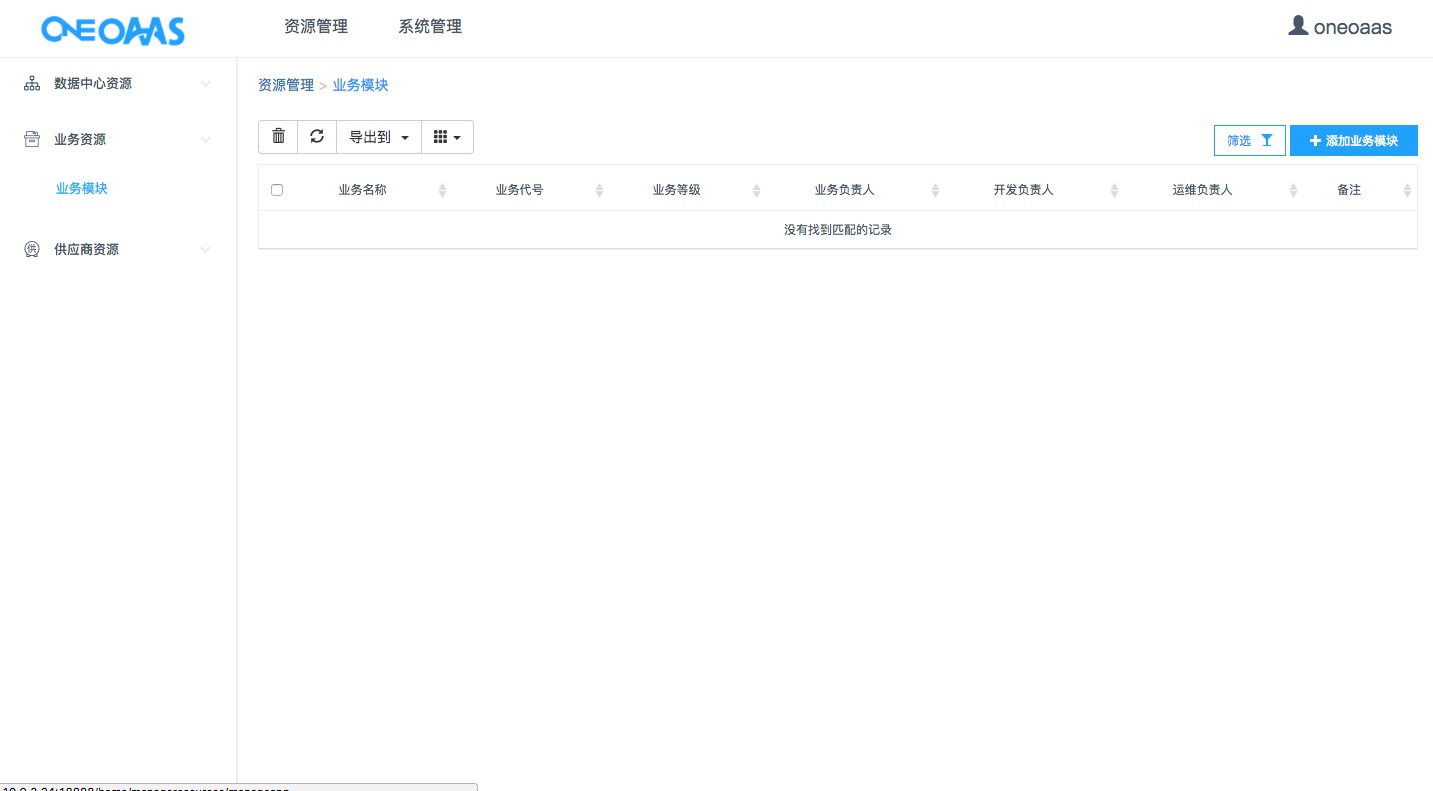 ONEOAAS
资源管理 系统管理
oneoaas
数据中心资源
业务资源
业务模块
供应商资源
供
资源管理 > 业务模块
导出到
筛选
添加业务模块
业务名称 业务代号 业务等级 业务负责人 开发负责人 运维负责人 备注
没有找到匹配的记录